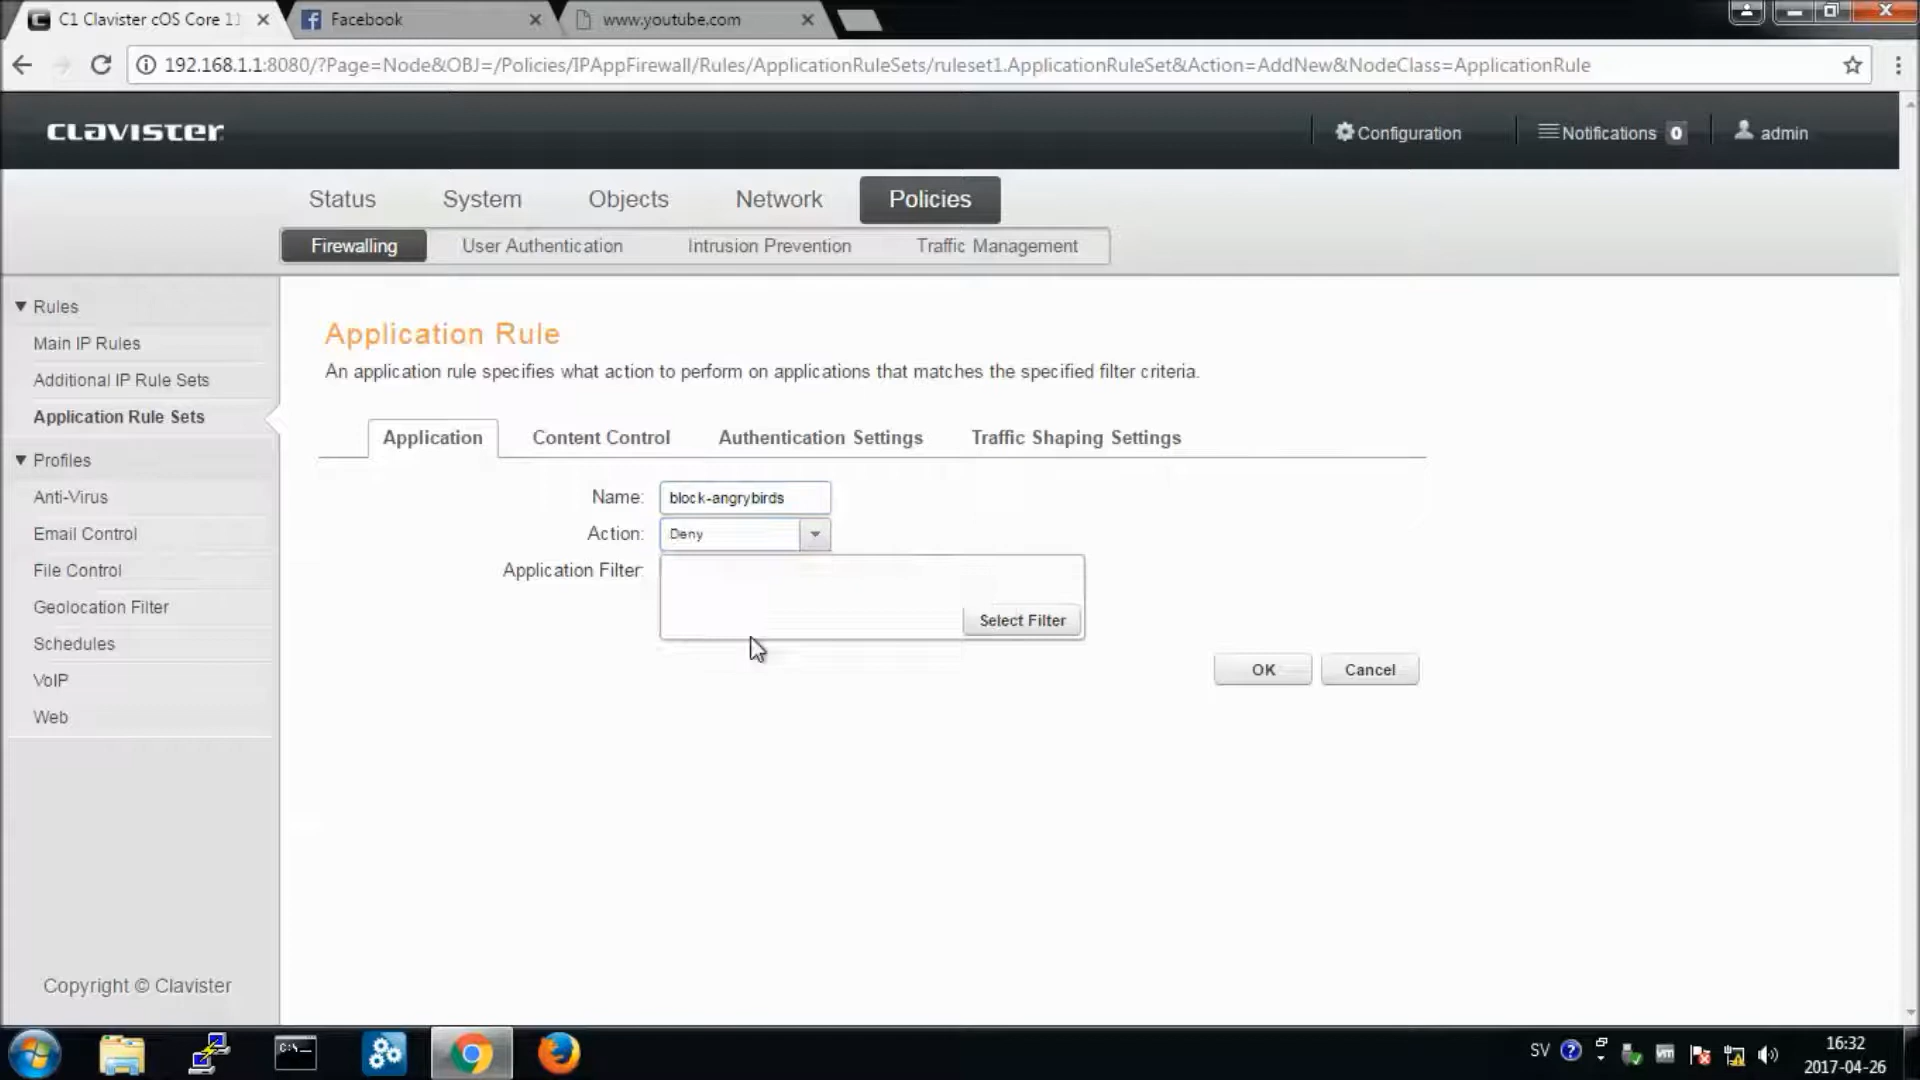 C1 Clavister cOS Core 11
Facebook
www.youtube.com
192.168.1.1:8080/?Page=Node&OBJ=/Policies/IPAppFirewall/Rules/ApplicationRuleSets/ruleset1.ApplicationRuleSet&Action=AddNew&NodeClass=ApplicationRule
CLAVISTER
Configuration
Notifications 0
admin
Status
System
Objects
Network
Policies
Firewalling
User Authentication
Intrusion Prevention
Traffic Management
Rules
Main IP Rules
Additional IP Rule Sets
Application Rule Sets
Profiles
Anti-Virus
Email Control
File Control
Geolocation Filter
Schedules
VoIP
Web
Copyright © Clavister
Application Rule
An application rule specifies what action to perform on applications that matches the specified filter criteria.
Application
Content Control
Authentication Settings
Traffic Shaping Settings
Name: block-angrybirds
Action: Deny
Application Filter:
Select Filter
OK
Cancel
C:\
SV
16:32
2017-04-26